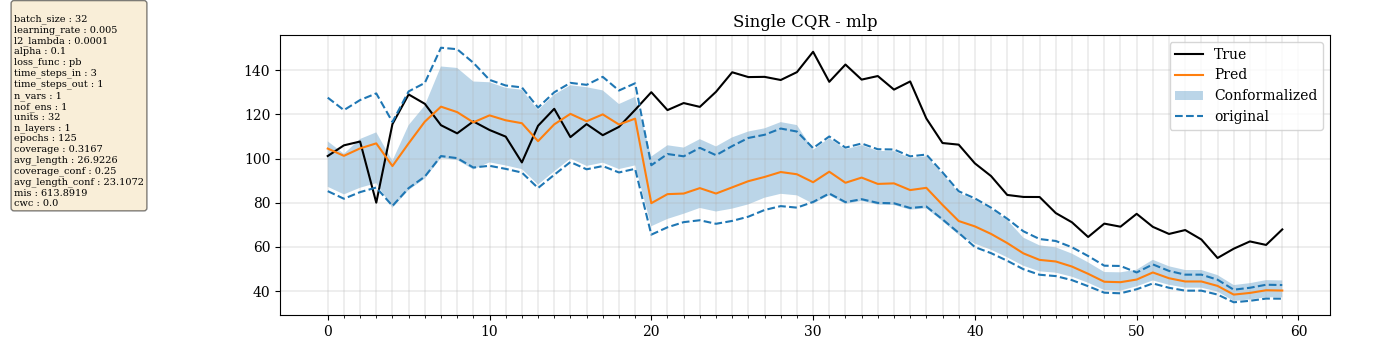 batch_size : 32
learning_rate : 0.005
l2_lambda : 0.0001
alpha : 0.1
loss_func : pb
time_steps_in : 3
time_steps_out : 1
n_vars : 1
nof_ens : 1
units : 32
n_layers : 1
epochs : 125
coverage : 0.3167
avg_length : 26.9226
coverage_conf : 0.25
avg_length_conf : 23.1072
mis : 613.8919
cwc : 0.0
Single CQR - mlp
True
Pred
Conformalized
original
140
120
100
80
60
40
0 10 20 30 40 50 60